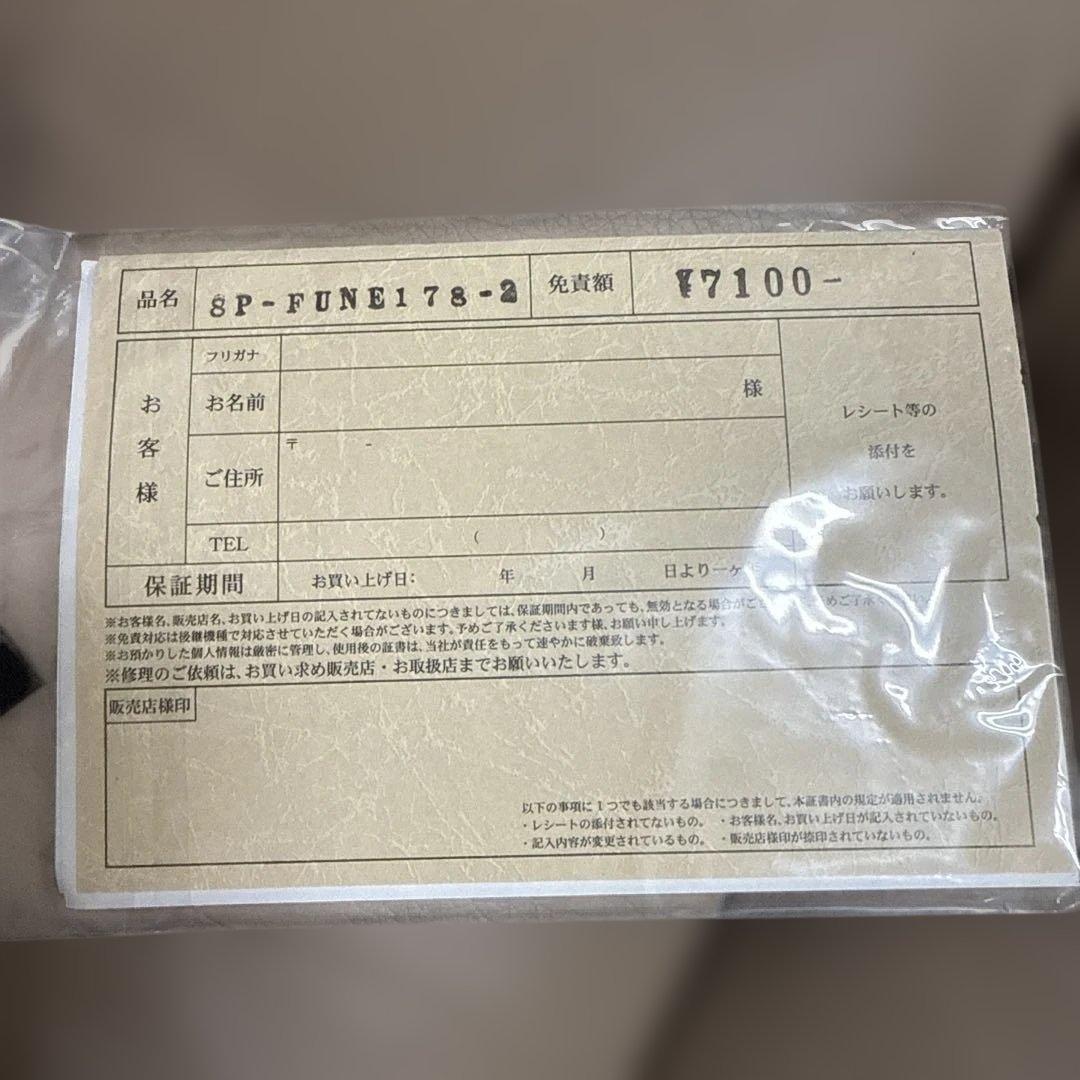 品名 SP-FUNE178-2 免責額 ¥7100-
フリガナ
お客様
お名前 様
〒 -
ご住所
レシート等の
添付を
お願いします。
TEL ( )
保証期間 お買い上げ日: 年 月 日より一ヶ
※お客様名、販売店名、お買い上げ日の記入されてないものにつきましては、保証期間内であっても、無効となる場合がご
※免責対応は後継機種で対応させていただく場合がございます。予めご了承くださいます様、お願い申し上げます。
※お預かりした個人情報は厳密に管理し、使用後の証書は、当社が責任をもって速やかに破棄致します。
※修理のご依頼は、お買い求め販売店・お取扱店までお願いいたします。
販売店様印
以下の事項に1つでも該当する場合につきまして、本証書内の規定が適用されません。
・レシートの添付されてないもの。 ・お客様名、お買い上げ日が記入されていないもの。
・記入内容が変更されているもの。 ・販売店様印が捺印されていないもの。